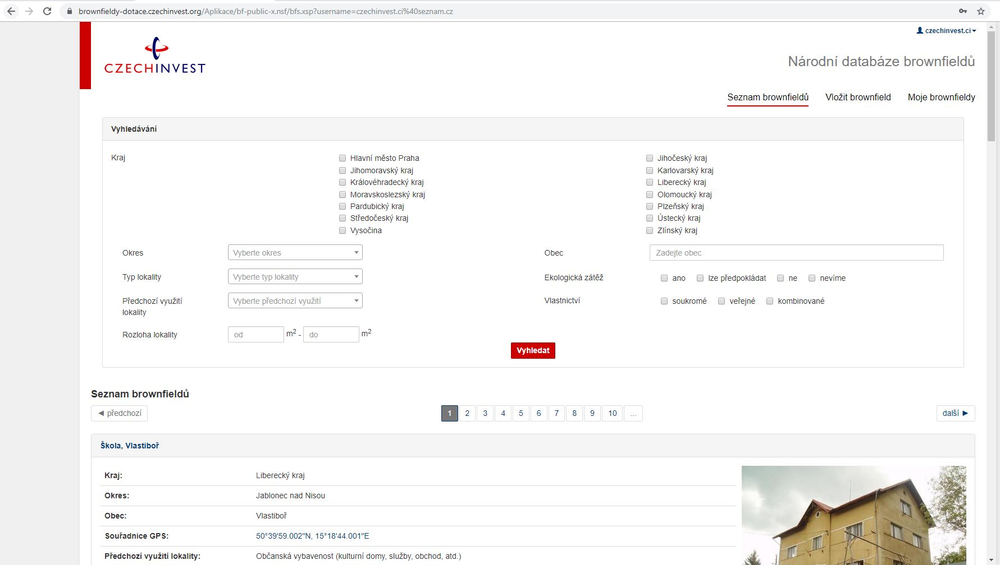 brownfieldy-dotace.czechinvest.org/Aplikace/bf-public-x.nsf/bfs.xsp?username=czechinvest.ci%40seznam.cz
czechinvest.ci
CZECHINVEST
Národní databáze brownfieldů
Seznam brownfieldů Vložit brownfield Moje brownfieldy
Vyhledávání
Kraj
Hlavní město Praha Jihočeský kraj
Jihomoravský kraj Karlovarský kraj
Královéhradecký kraj Liberecký kraj
Moravskoslezský kraj Olomoucký kraj
Pardubický kraj Plzeňský kraj
Středočeský kraj Ústecký kraj
Vysočina Zlínský kraj
Okres Vyberte okres Obec Zadejte obec
Typ lokality Vyberte typ lokality Ekologická zátěž ano lze předpokládat ne nevíme
Předchozí využití Vyberte předchozí využití Vlastnictví soukromé veřejné kombinované
lokality
Rozloha lokality od m2 - do m2
Vyhledat
Seznam brownfieldů
◄ předchozí 1 2 3 4 5 6 7 8 9 10 ... další ►
Škola, Vlastiboř
Kraj: Liberecký kraj
Okres: Jablonec nad Nisou
Obec: Vlastiboř
Souřadnice GPS: 50°39'59.002"N, 15°18'44.001"E
Předchozí využití lokality: Občanská vybavenost (kulturní domy, služby, obchod, atd.)